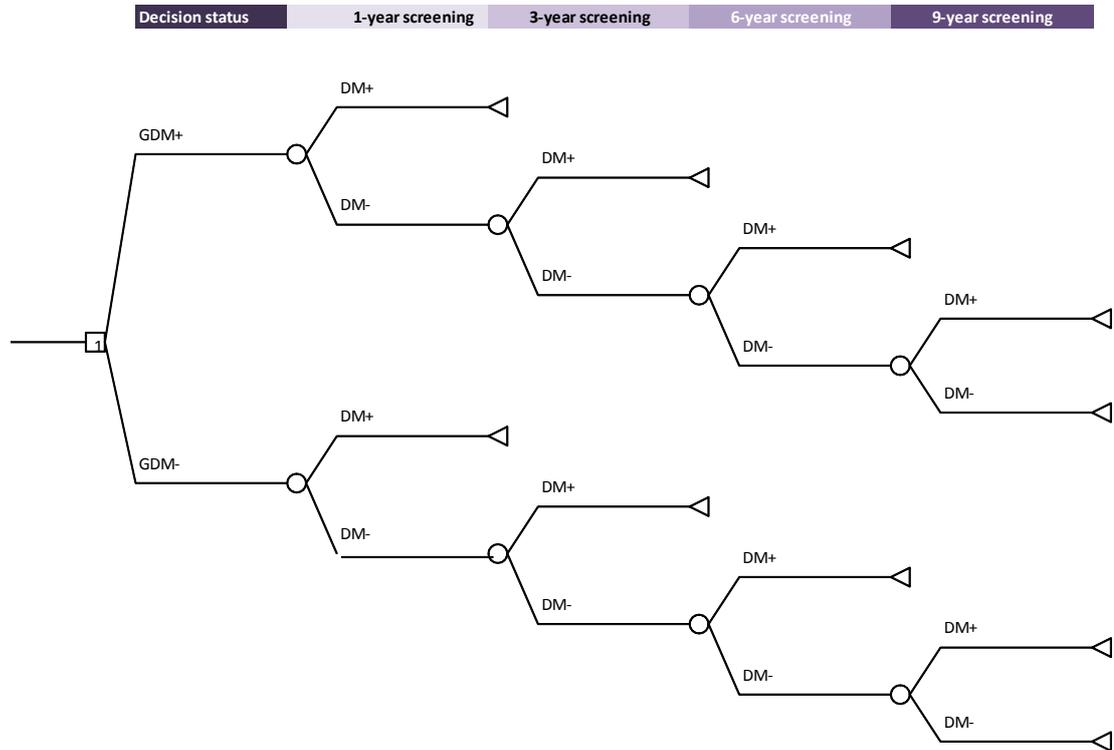 Decision status 1-year screening 3-year screening 6-year screening 9-year screening
DM+
GDM+
DM+
DM-
DM+
DM-
DM+
1
DM-
DM-
DM+
GDM-
DM+
DM-
DM+
DM-
DM+
DM-
DM-